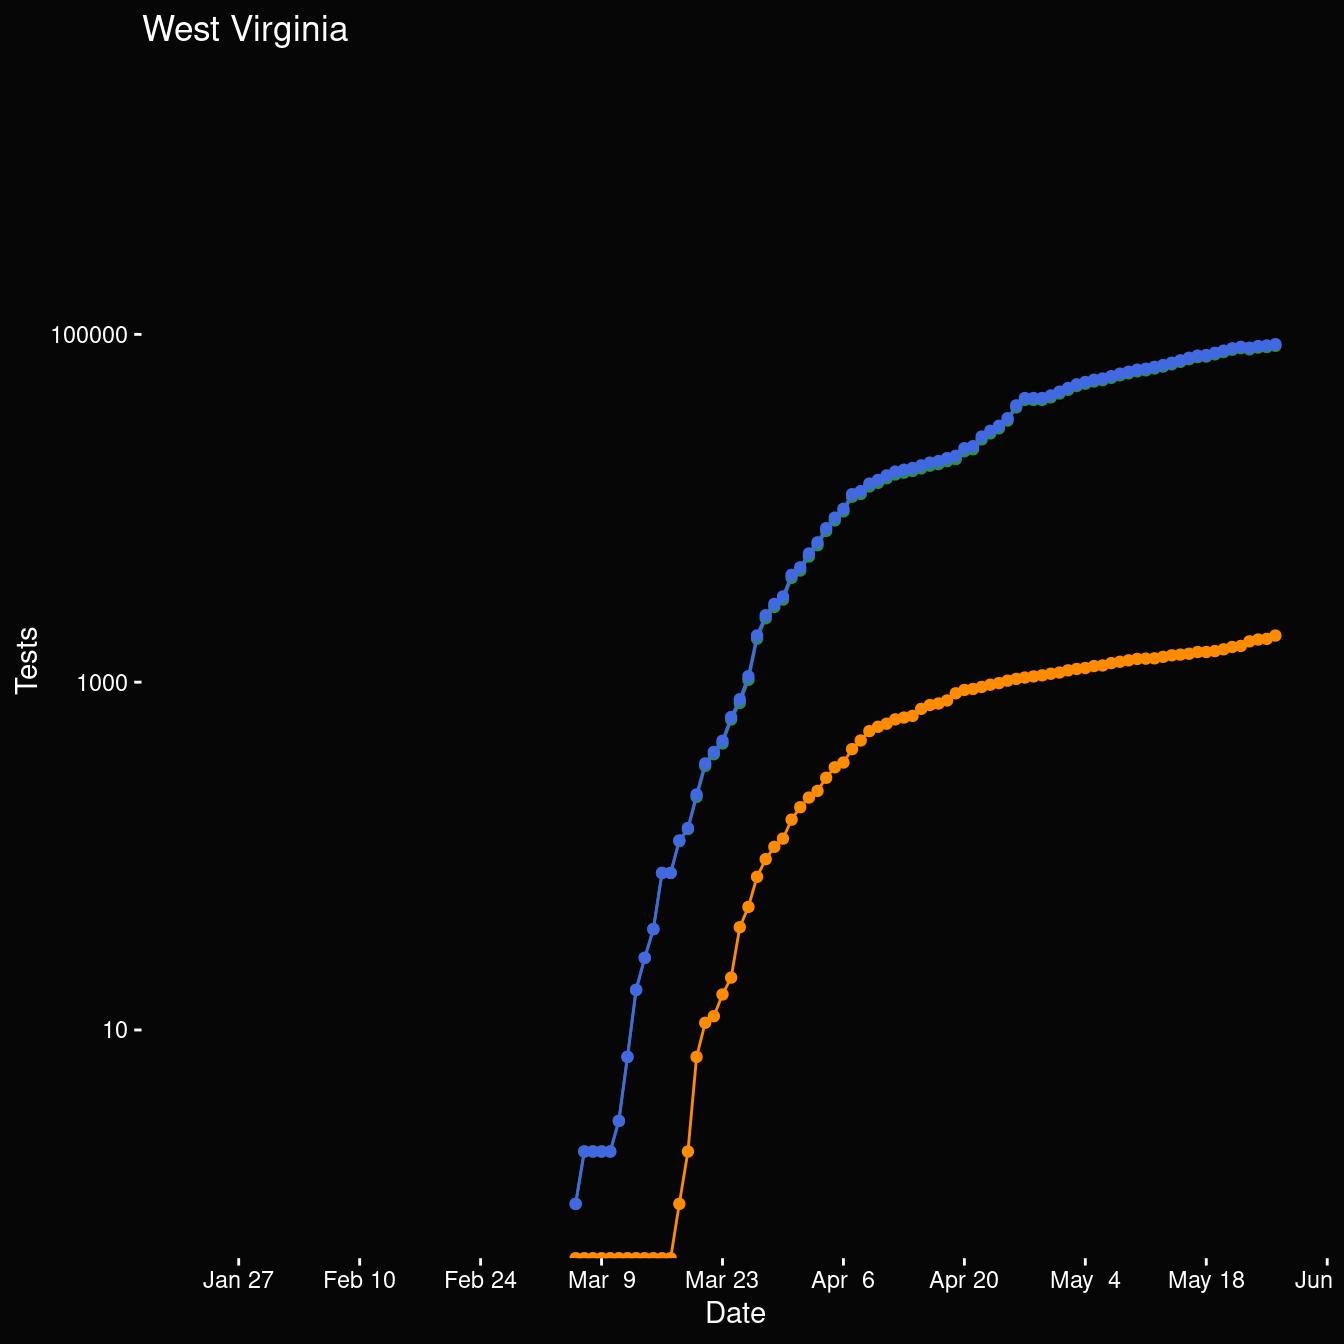 West Virginia
100000
1000
10
Tests
Jan 27
Feb 10
Feb 24
Mar  9
Mar 23
Apr  6
Apr 20
May  4
May 18
Jun
Date